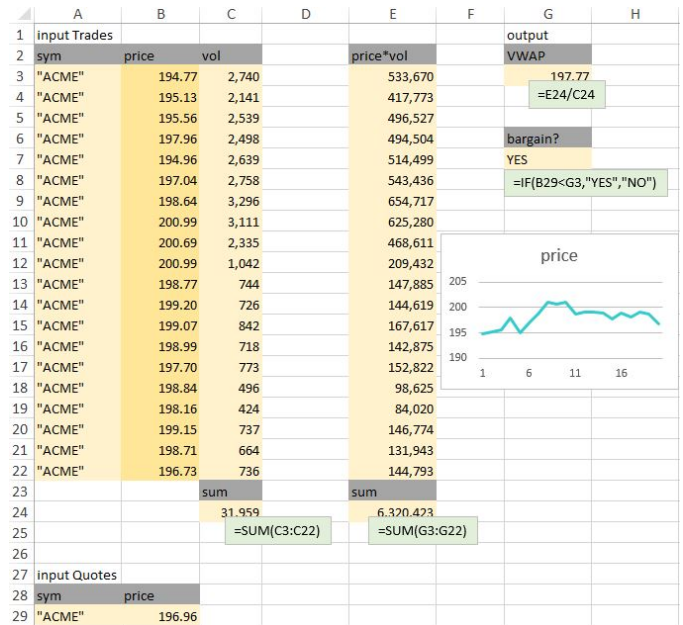 A B C D E F G H
1 input Trades output
2 sym price vol price*vol VWAP
3 "ACME" 194.77 2,740 533,670 197.77
4 "ACME" 195.13 2,141 417,773 =E24/C24
5 "ACME" 195.56 2,539 496,527
6 "ACME" 197.96 2,498 494,504 bargain?
7 "ACME" 194.96 2,639 514,499 YES
8 "ACME" 197.04 2,758 543,436 =IF(B29<G3,"YES","NO")
9 "ACME" 198.64 3,296 654,717
10 "ACME" 200.99 3,111 625,280
11 "ACME" 200.69 2,335 468,611
12 "ACME" 200.99 1,042 209,432 price
13 "ACME" 198.77 744 147,885 205
14 "ACME" 199.20 726 144,619 200
15 "ACME" 199.07 842 167,617 195
16 "ACME" 198.99 718 142,875 190
17 "ACME" 197.70 773 152,822 1 6 11 16
18 "ACME" 198.84 496 98,625
19 "ACME" 198.16 424 84,020
20 "ACME" 199.15 737 146,774
21 "ACME" 198.71 664 131,943
22 "ACME" 196.73 736 144,793
23 sum sum
24 31,959 6,320,423
25 =SUM(C3:C22) =SUM(G3:G22)
26
27 input Quotes
28 sym price
29 "ACME" 196.96